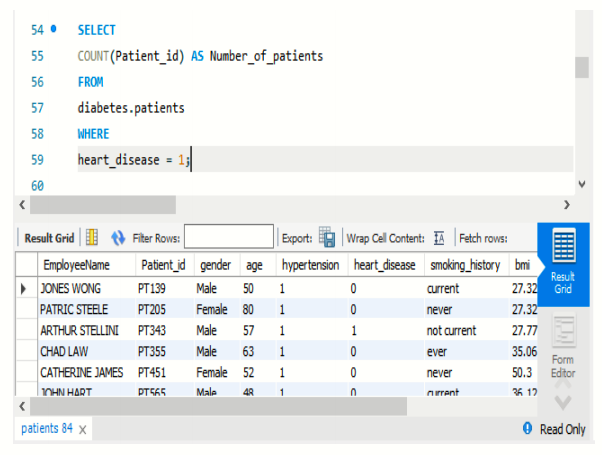 54 SELECT
55 COUNT(Patient_id) AS Number_of_patients
56 FROM
57 diabetes.patients
58 WHERE
59 heart_disease = 1;
60
Result Grid Filter Rows: Export: Wrap Cell Content: Fetch rows:
EmployeeName Patient_id gender age hypertension heart_disease smoking_history bmi
JONES WONG PT139 Male 50 1 0 current 27.32
PATRIC STEELE PT205 Female 80 1 0 never 27.32
ARTHUR STELLINI PT343 Male 57 1 1 not current 27.77
CHAD LAW PT355 Male 63 1 0 ever 35.06
CATHERINE JAMES PT451 Female 52 1 0 never 50.3
JOHN HART PT565 Male 48 1 0 current 36.12
Result
Grid
Form
Editor
patients 84 Read Only